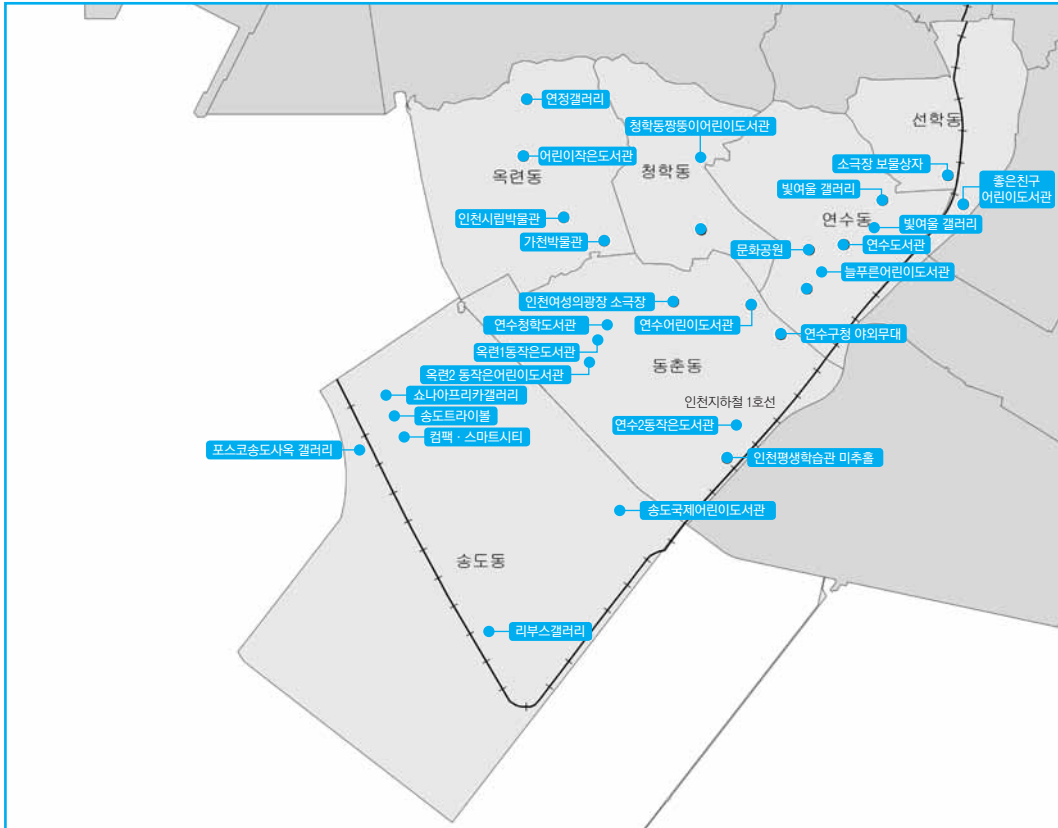 연정갤러리
선학동
청학동짱뚱이어린이도서관
어린이작은도서관
소극장 보물상자
청학동
옥련동
빛여울 갤러리
좋은친구
어린이도서관
인천시립박물관
연수동
빛여울 갤러리
가천박물관
문화공원
연수도서관
늘푸른어린이도서관
인천여성의광장 소극장
연수청학도서관
연수어린이도서관
연수구청 야외무대
옥련1동작은도서관
옥련2 동작은어린이도서관
동춘동
쇼나아프리카갤러리
인천지하철 1호선
송도트라이볼
연수2동작은도서관
컴팩 · 스마트시티
포스코송도사옥 갤러리
인천평생학습관 미추홀
송도국제어린이도서관
송도동
리부스갤러리